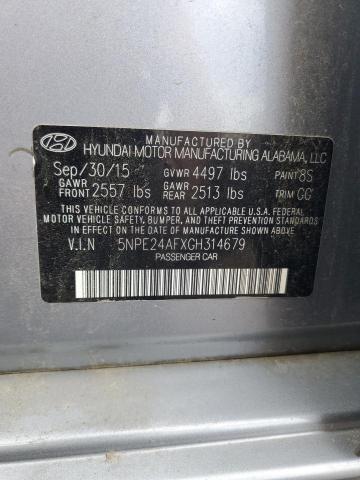 MANUFACTURED BY
HYUNDAI MOTOR MANUFACTURING ALABAMA, LLC
Sep/30/15 GVWR 4497 lbs PAINT 8S
GAWR FRONT 2557 lbs GAWR REAR 2513 lbs TRIM GG
THIS VEHICLE CONFORMS TO ALL APPLICABLE U.S.A. FEDERAL
MOTOR VEHICLE SAFETY, BUMPER, AND THEFT PREVENTION
STANDARDS IN EFFECT ON THE DATE OF MANUFACTURE
SHOWN ABOVE.
V.I.N 5NPE24AFXGH314679
PASSENGER CAR